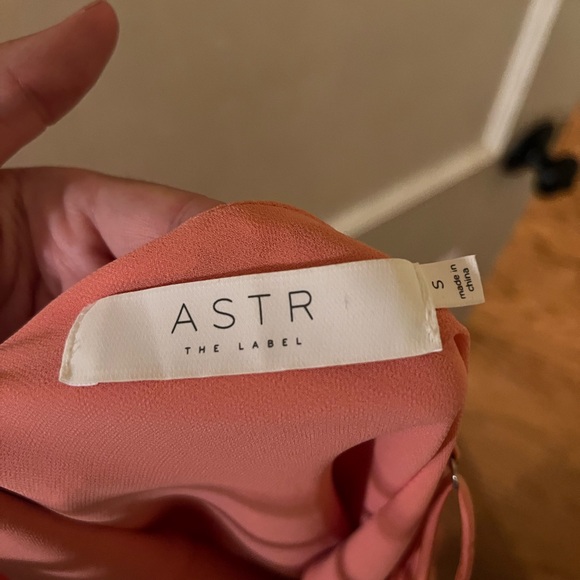 ASTR
THE LABEL
S
made in
china